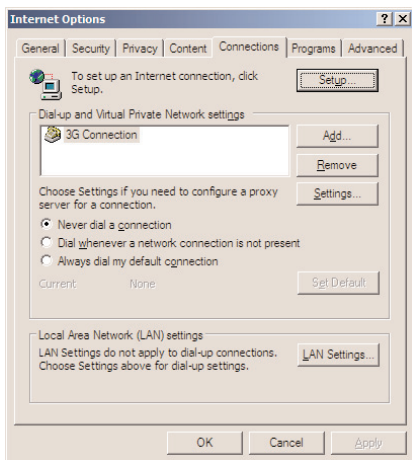 Internet Options
General Security Privacy Content Connections Programs Advanced
To set up an Internet connection, click
Setup.
Setup...
Dial-up and Virtual Private Network settings
3G Connection
Add...
Remove
Choose Settings if you need to configure a proxy
server for a connection.
Settings...
Never dial a connection
Dial whenever a network connection is not present
Always dial my default connection
Current None
Set Default
Local Area Network (LAN) settings
LAN Settings do not apply to dial-up connections.
Choose Settings above for dial-up settings.
LAN Settings...
OK Cancel Apply